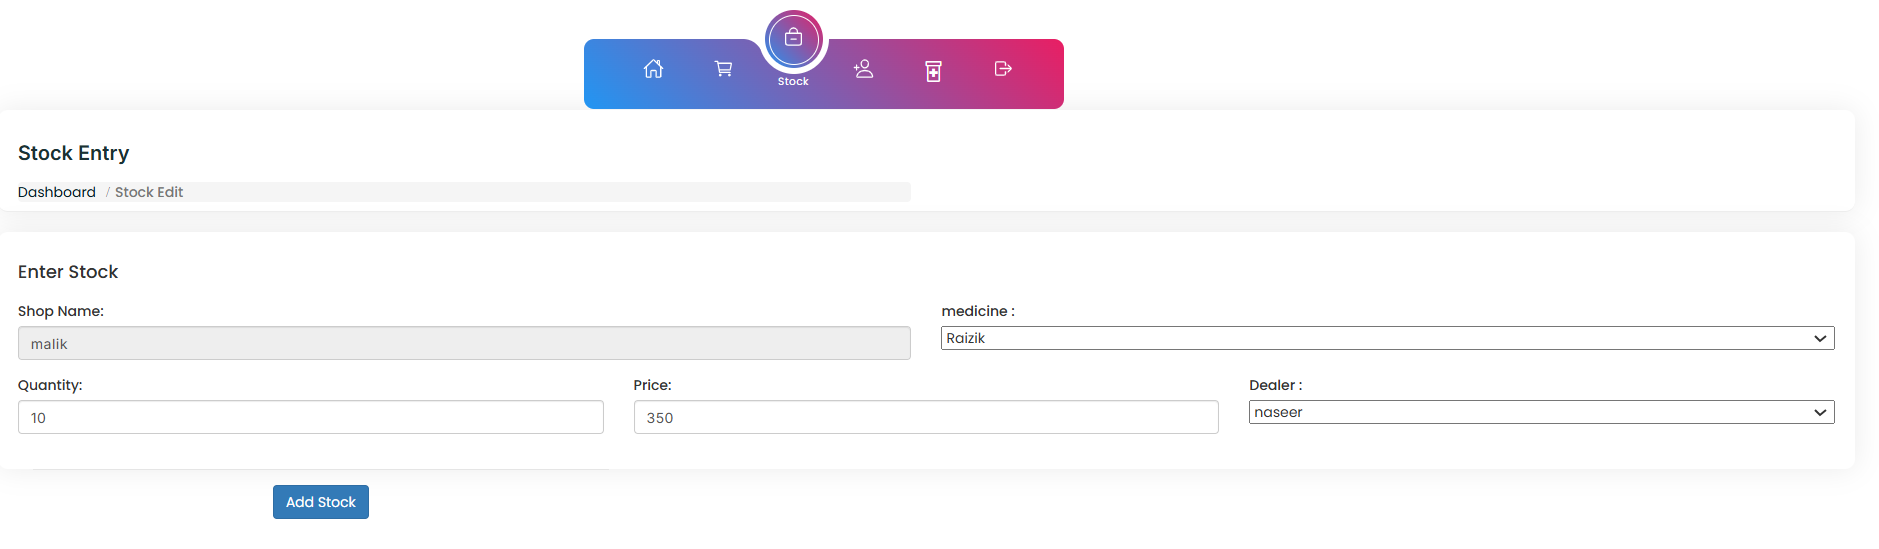 Stock
Stock Entry
Dashboard / Stock Edit
Enter Stock
Shop Name: medicine :
malik Raizik
Quantity: Price: Dealer :
10 350 naseer
Add Stock